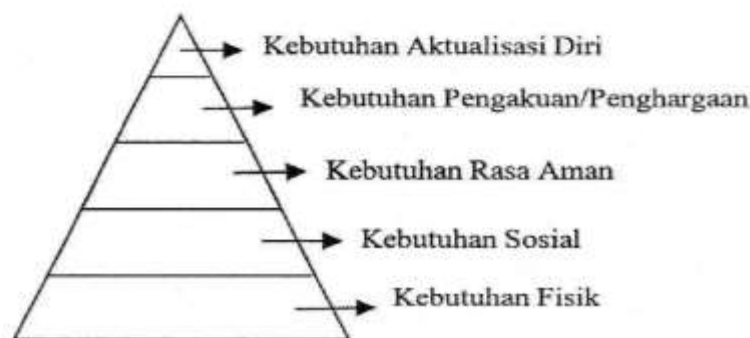 Kebutuhan Aktualisasi Diri
Kebutuhan Pengakuan/Penghargaan
Kebutuhan Rasa Aman
Kebutuhan Sosial
Kebutuhan Fisik